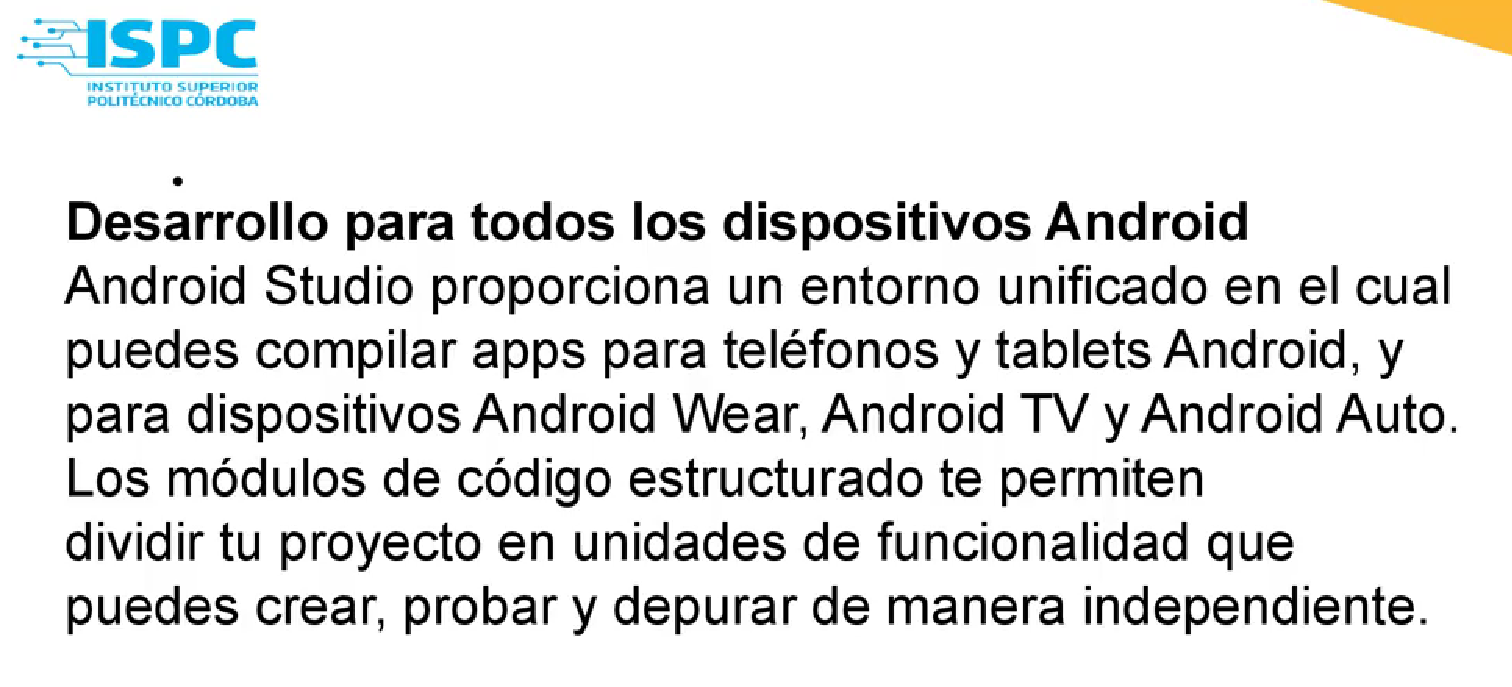 ISPC
INSTITUTO SUPERIOR
POLITÉCNICO CÓRDOBA
Desarrollo para todos los dispositivos Android
Android Studio proporciona un entorno unificado en el cual
puedes compilar apps para teléfonos y tablets Android, y
para dispositivos Android Wear, Android TV y Android Auto.
Los módulos de código estructurado te permiten
dividir tu proyecto en unidades de funcionalidad que
puedes crear, probar y depurar de manera independiente.